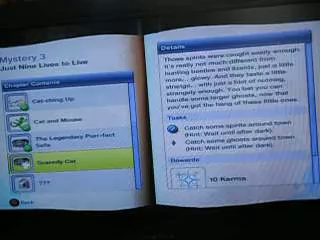 Mystery 3
Just Nine Lives to Live
Chapter Contents
Catching Up
Cat and Mouse
The Legendary Purr-fect
Sofa
Scaredy Cat
???
Back
Details
Those spirits were caught easily enough.
It's really not much different from
hunting beetles and lizards, just a little
more... glowy. And they taste a little
strange... with just a hint of nutmeg,
strangely enough. You bet you can
handle some larger ghosts, now that
you've got the hang of these little ones.
Tasks
Catch some spirits around town
(Hint: Wait until after dark).
Catch some ghosts around town
(Hint: Wait until after dark).
Rewards
10 Karma